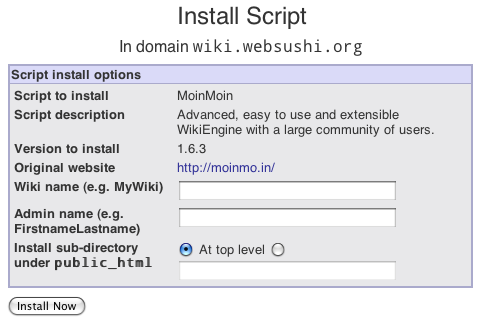 Install Script
In domain wiki.websushi.org
Script install options
Script to install MoinMoin
Script description Advanced, easy to use and extensible
WikiEngine with a large community of users.
Version to install 1.6.3
Original website http://moinmo.in/
Wiki name (e.g. MyWiki)
Admin name (e.g.
FirstnameLastname)
Install sub-directory At top level
under public_html
Install Now